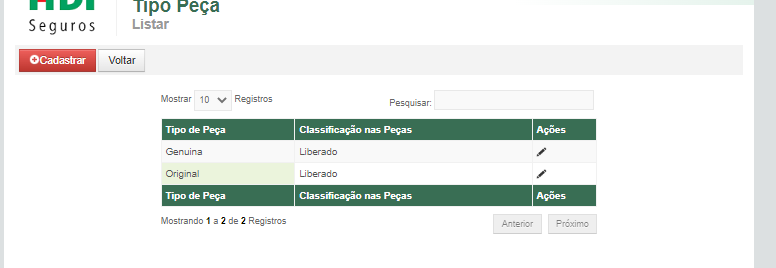 HDI
Seguros
Tipo Peça
Listar
Cadastrar
Voltar
Mostrar 10 Registros
Pesquisar:
Tipo de Peça Classificação nas Peças Ações
Genuina Liberado
Original Liberado
Tipo de Peça Classificação nas Peças Ações
Mostrando 1 a 2 de 2 Registros
Anterior Próximo